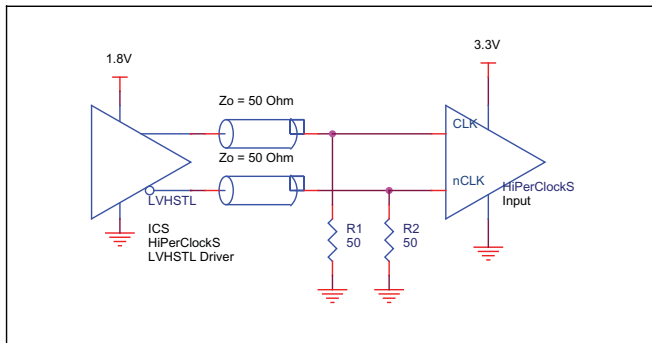 1.8V
3.3V
Zo = 50 Ohm
CLK
Zo = 50 Ohm
nCLK
HiPerClockS
Input
LVHSTL
ICS
HiPerClockS
LVHSTL Driver
R1
50
R2
50